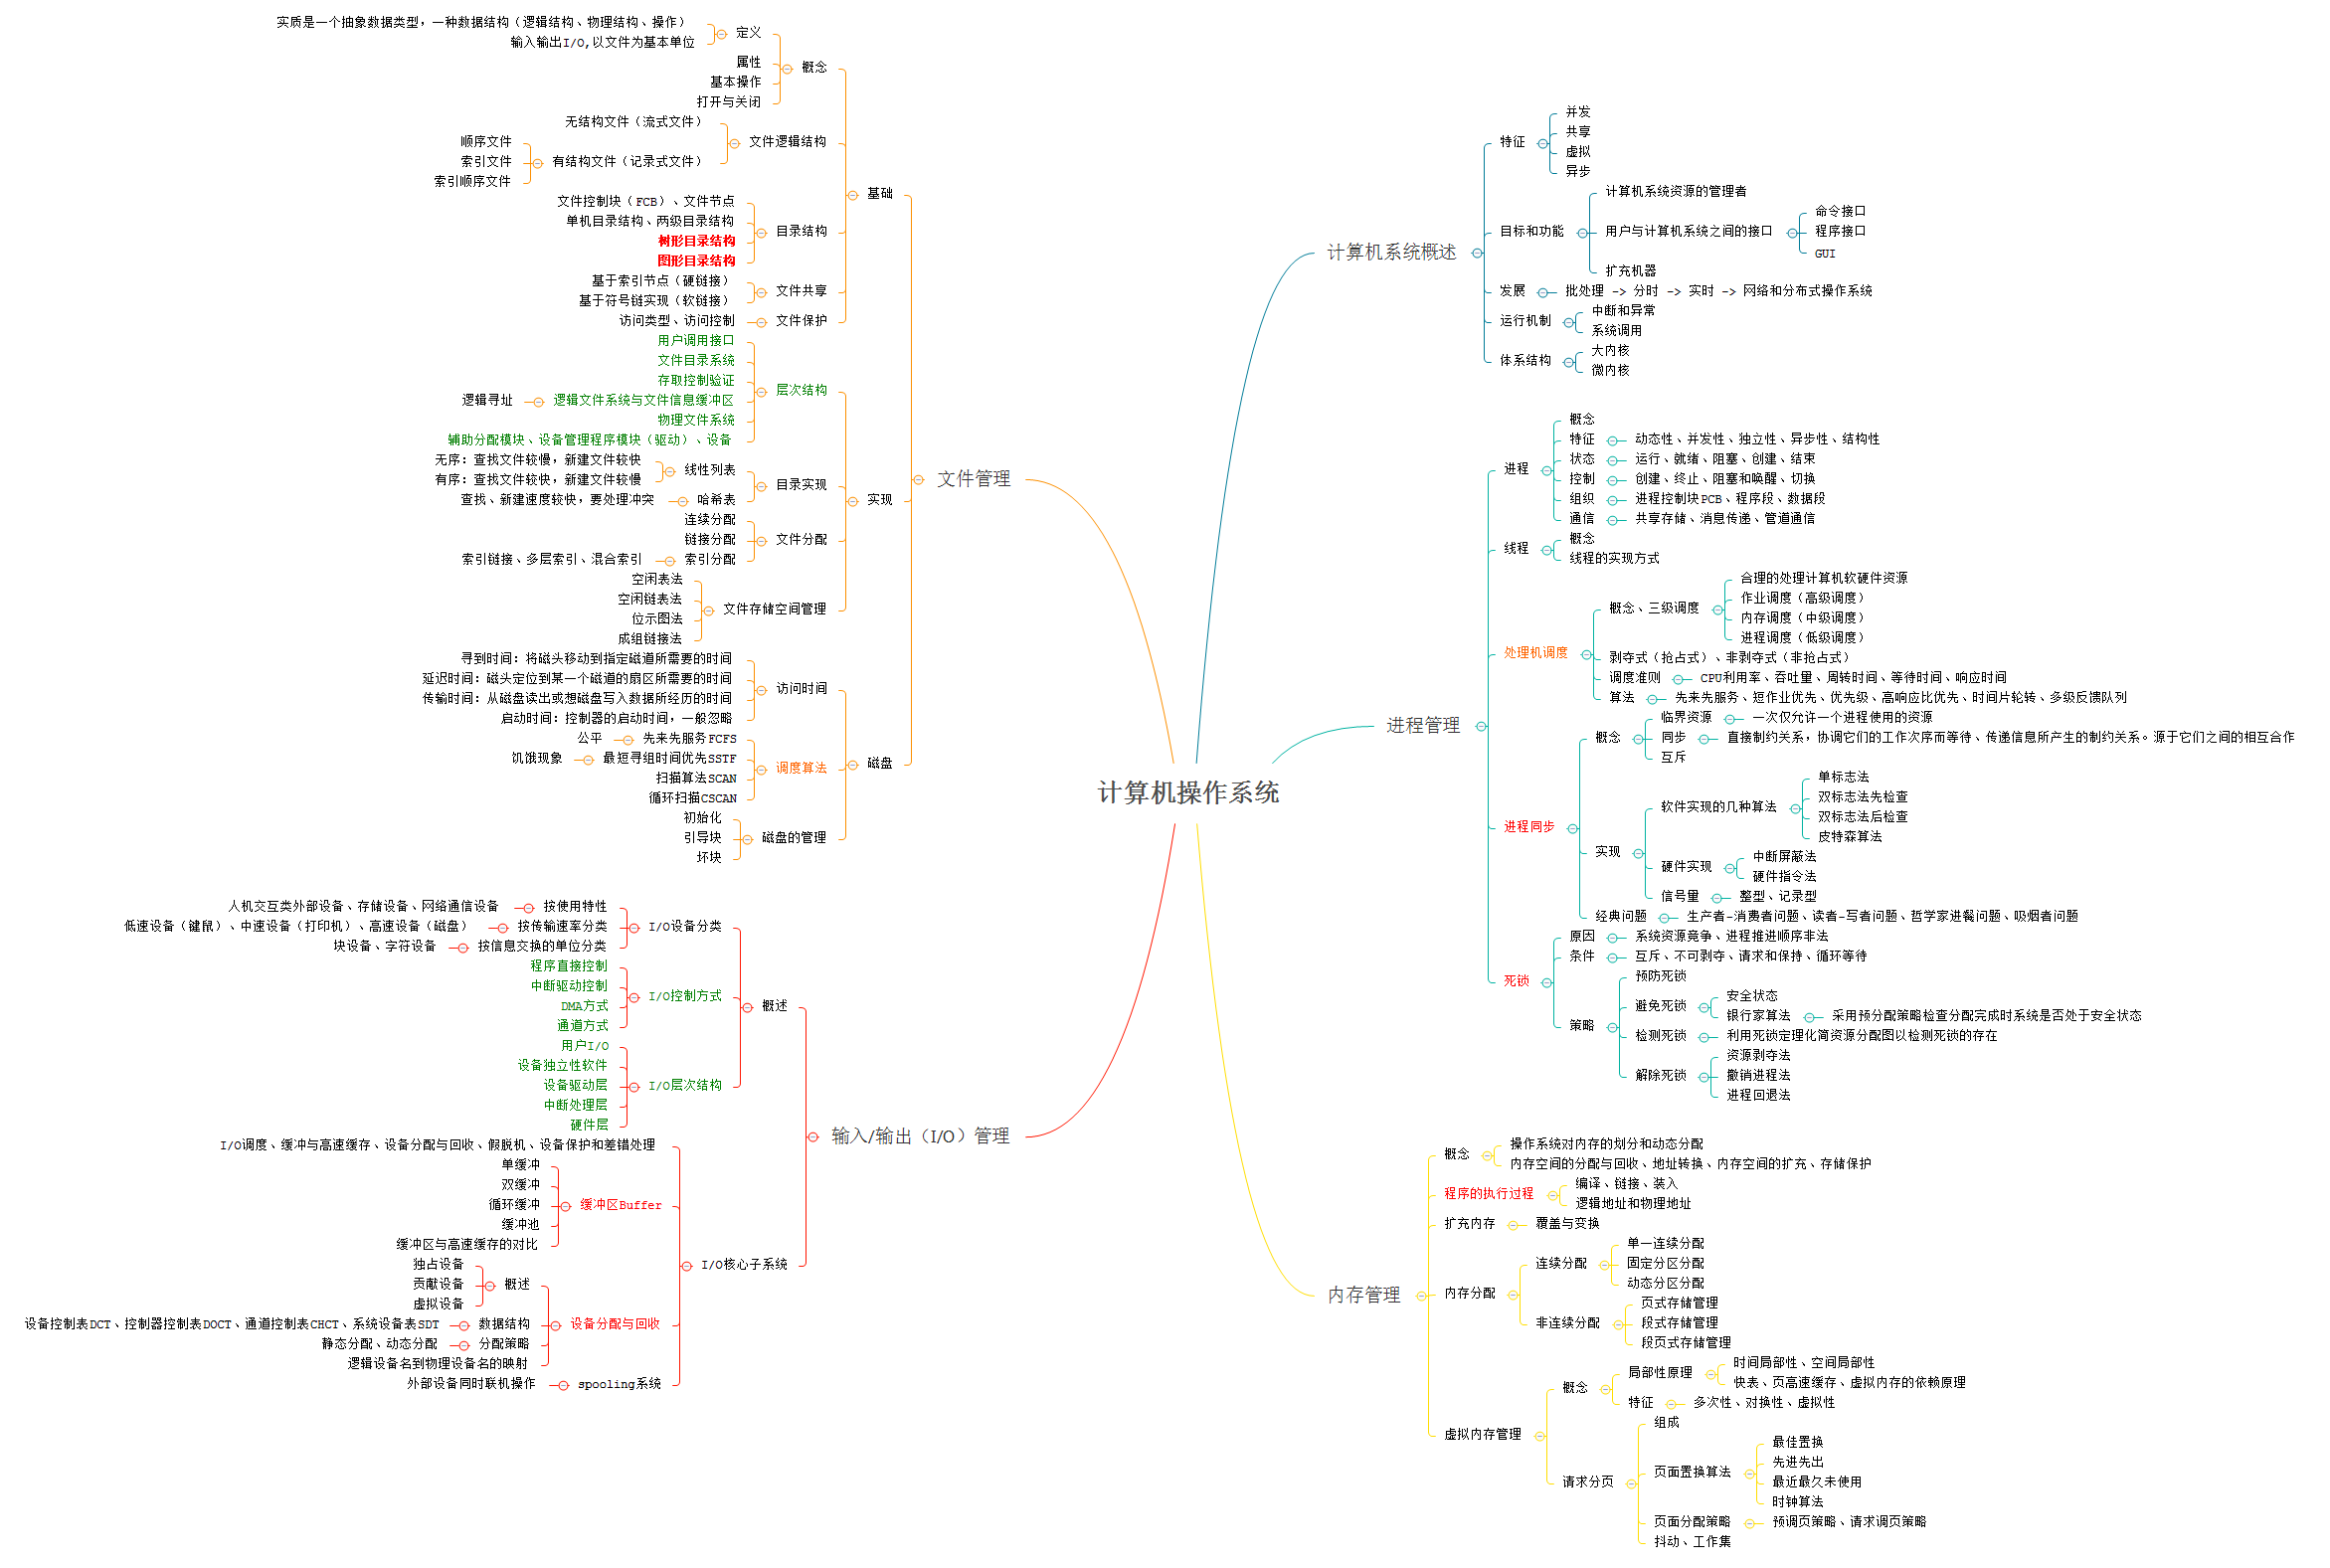 计算机操作系统
计算机系统概述
特征
并发
共享
虚拟
异步
目标和功能
计算机系统资源的管理者
用户与计算机系统之间的接口
命令接口
程序接口
GUI
扩充机器
发展
批处理 -> 分时 -> 实时 -> 网络和分布式操作系统
运行机制
中断和异常
系统调用
体系结构
大内核
微内核
进程管理
进程
概念
特征
动态性、并发性、独立性、异步性、结构性
状态
运行、就绪、阻塞、创建、结束
控制
创建、终止、阻塞和唤醒、切换
组织
进程控制块PCB、程序段、数据段
通信
共享存储、消息传递、管道通信
线程
概念
线程的实现方式
处理机调度
概念、三级调度
合理的处理计算机软硬件资源
作业调度（高级调度）
内存调度（中级调度）
进程调度（低级调度）
剥夺式（抢占式）、非剥夺式（非抢占式）
调度准则
CPU利用率、吞吐量、周转时间、等待时间、响应时间
算法
先来先服务、短作业优先、优先级、高响应比优先、时间片轮转、多级反馈队列
进程同步
概念
临界资源
一次仅允许一个进程使用的资源
同步
直接制约关系，协调它们的工作次序而等待、传递信息所产生的制约关系。源于它们之间的相互合作
互斥
实现
软件实现的几种算法
单标志法
双标志法先检查
双标志法后检查
皮特森算法
硬件实现
中断屏蔽法
硬件指令法
信号量
整型、记录型
经典问题
生产者-消费者问题、读者-写者问题、哲学家进餐问题、吸烟者问题
死锁
原因
系统资源竟争、进程推进顺序非法
条件
互斥、不可剥夺、请求和保持、循环等待
策略
预防死锁
避免死锁
安全状态
银行家算法
采用预分配策略检查分配完成时系统是否处于安全状态
检测死锁
利用死锁定理化简资源分配图以检测死锁的存在
解除死锁
资源剥夺法
撤销进程法
进程回退法
内存管理
概念
操作系统对内存的划分和动态分配
内存空间的分配与回收、地址转换、内存空间的扩充、存储保护
程序的执行过程
编译、链接、装入
逻辑地址和物理地址
扩充内存
覆盖与变换
内存分配
连续分配
单一连续分配
固定分区分配
动态分区分配
非连续分配
页式存储管理
段式存储管理
段页式存储管理
虚拟内存管理
概念
局部性原理
时间局部性、空间局部性
快表、页高速缓存、虚拟内存的依赖原理
特征
多次性、对换性、虚拟性
请求分页
组成
页面置换算法
最佳置换
先进先出
最近最久未使用
时钟算法
页面分配策略
预调页策略、请求调页策略
抖动、工作集
文件管理
基础
概念
定义
实质是一个抽象数据类型，一种数据结构（逻辑结构、物理结构、操作）
输入输出I/O,以文件为基本单位
属性
基本操作
打开与关闭
文件逻辑结构
无结构文件（流式文件）
有结构文件（记录式文件）
顺序文件
索引文件
索引顺序文件
目录结构
文件控制块（FCB）、文件节点
单机目录结构、两级目录结构
树形目录结构
图形目录结构
文件共享
基于索引节点（硬链接）
基于符号链实现（软链接）
文件保护
访问类型、访问控制
实现
层次结构
用户调用接口
文件目录系统
存取控制验证
逻辑文件系统与文件信息缓冲区
逻辑寻址
物理文件系统
辅助分配模块、设备管理程序模块（驱动）、设备
目录实现
线性列表
无序：查找文件较慢，新建文件较快
有序：查找文件较快，新建文件较慢
哈希表
查找、新建速度较快，要处理冲突
文件分配
连续分配
链接分配
索引分配
索引链接、多层索引、混合索引
文件存储空间管理
空闲表法
空闲链表法
位示图法
成组链接法
磁盘
访问时间
寻到时间：将磁头移动到指定磁道所需要的时间
延迟时间：磁头定位到某一个磁道的扇区所需要的时间
传输时间：从磁盘读出或想磁盘写入数据所经历的时间
启动时间：控制器的启动时间，一般忽略
调度算法
先来先服务FCFS
公平
最短寻组时间优先SSTF
饥饿现象
扫描算法SCAN
循环扫描CSCAN
磁盘的管理
初始化
引导块
坏块
输入/输出（I/O）管理
概述
I/O设备分类
按使用特性
人机交互类外部设备、存储设备、网络通信设备
按传输速率分类
低速设备（键鼠）、中速设备（打印机）、高速设备（磁盘）
按信息交换的单位分类
块设备、字符设备
I/O控制方式
程序直接控制
中断驱动控制
DMA方式
通道方式
I/O层次结构
用户I/O
设备独立性软件
设备驱动层
中断处理层
硬件层
I/O核心子系统
I/O调度、缓冲与高速缓存、设备分配与回收、假脱机、设备保护和差错处理
缓冲区Buffer
单缓冲
双缓冲
循环缓冲
缓冲池
缓冲区与高速缓存的对比
设备分配与回收
概述
独占设备
贡献设备
虚拟设备
数据结构
设备控制表DCT、控制器控制表DOCT、通道控制表CHCT、系统设备表SDT
分配策略
静态分配、动态分配
逻辑设备名到物理设备名的映射
spooling系统
外部设备同时联机操作